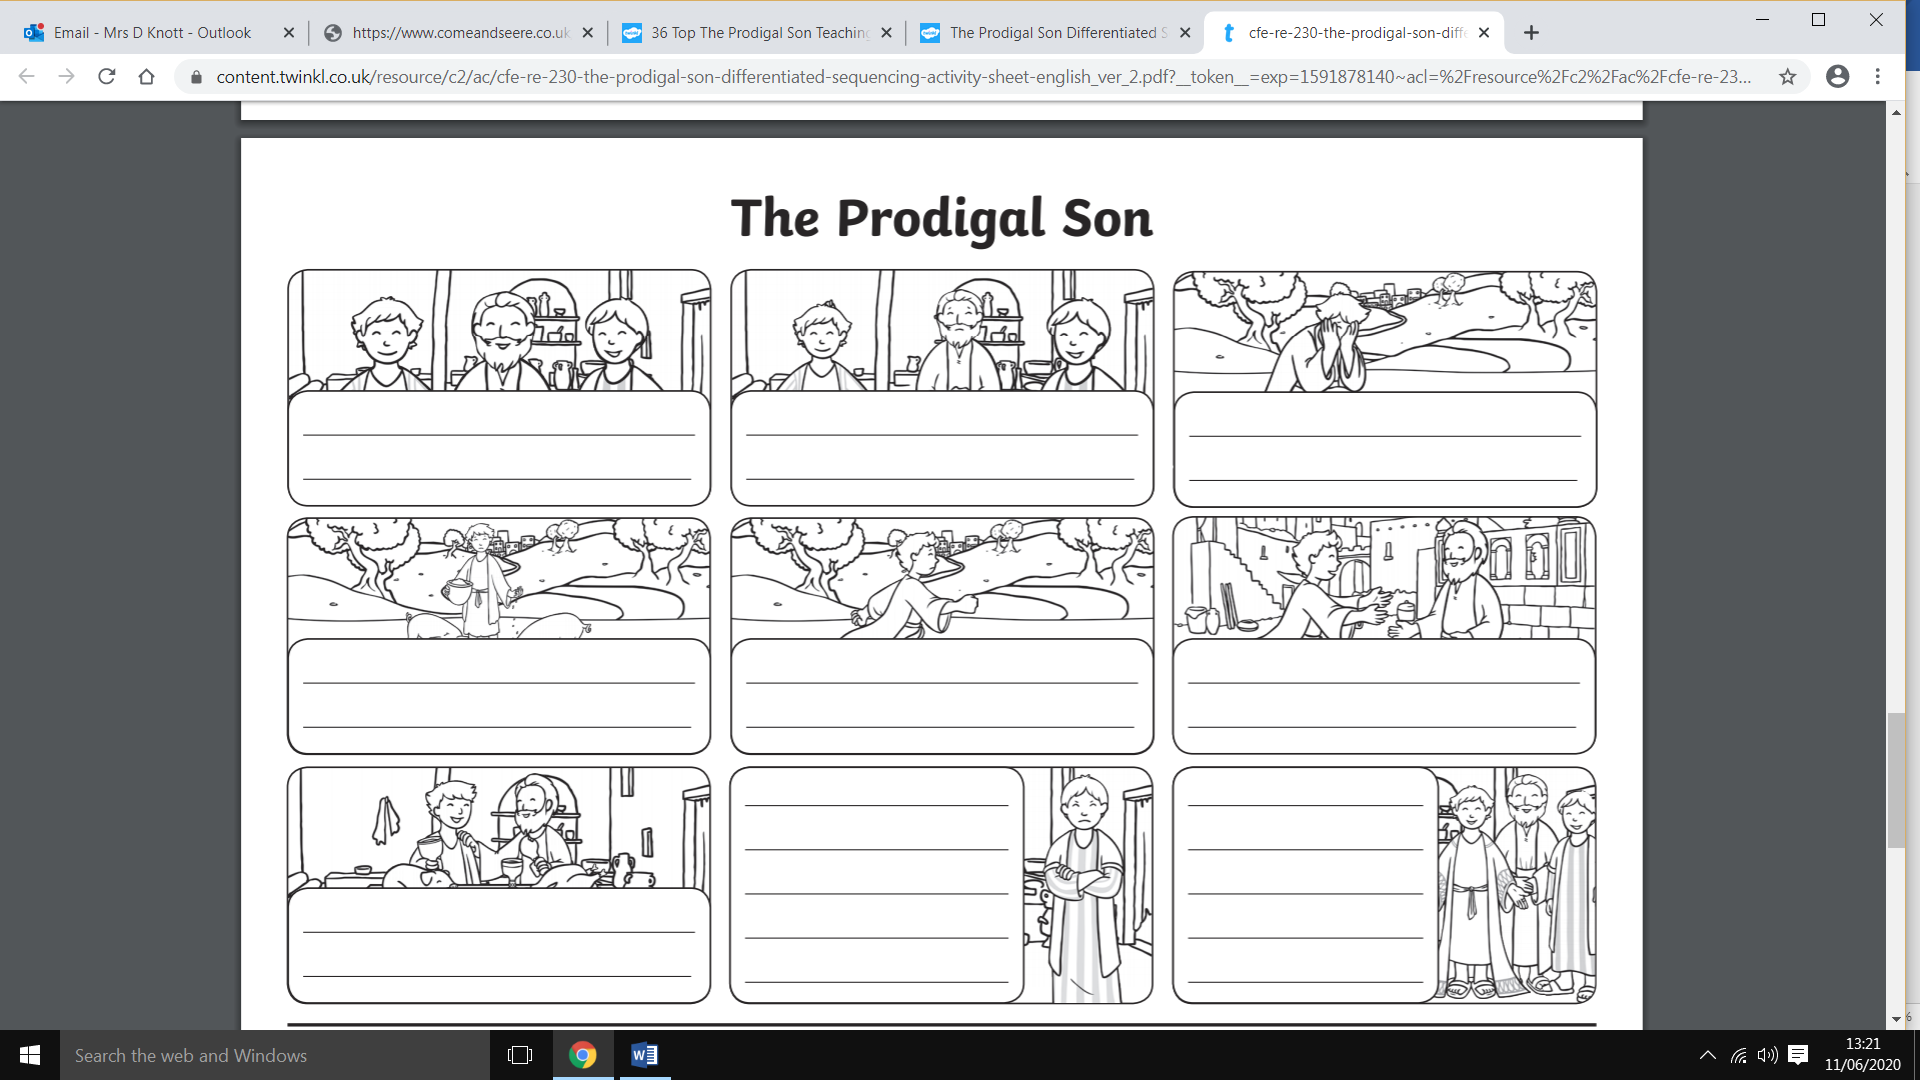 Email - Mrs D Knott - Outlook
https://www.comeandseere.co.uk
36 Top The Prodigal Son Teaching
The Prodigal Son Differentiated S
cfe-re-230-the-prodigal-son-diffe
content.twinkl.co.uk/resource/c2/ac/cfe-re-230-the-prodigal-son-differentiated-sequencing-activity-sheet-english_ver_2.pdf?__token__=exp=1591878140~acl=%2Fresource%2Fc2%2Fac%2Fcfe-re-23...
The Prodigal Son
Search the web and Windows
13:21
11/06/2020